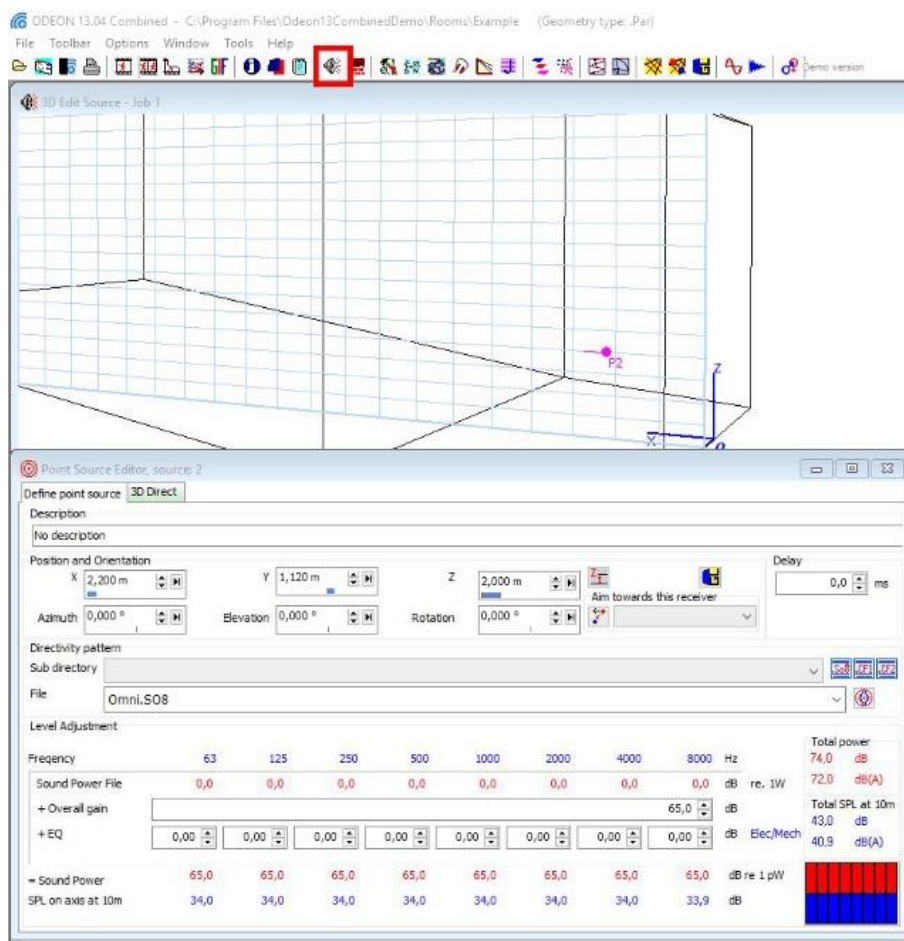 ODEON 13.04 Combined - C:\Program Files\Odeon13CombinedDemo\Rooms\Example (Geometry type: .Par)
File Toolbar Options Window Tools Help
Demo version
3D Edit Source - Job 1
P2
Z
X
Point Source Editor, source: 2
Define point source 3D Direct
Description
No description
Position and Orientation
Delay
X 2,200 m Y 1,120 m Z 2,000 m
0,0 ms
Aim towards this receiver
Azimuth 0,000 ° Elevation 0,000 ° Rotation 0,000 °
Directivity pattern
Sub directory
File Omni.SO8
Level Adjustment
Total power
Freqency 63 125 250 500 1000 2000 4000 8000 Hz
74,0 dB
Sound Power File 0,0 0,0 0,0 0,0 0,0 0,0 0,0 0,0 dB re. 1W
72,0 dB(A)
+ Overall gain 65,0 dB
Total SPL at 10m
43,0 dB
+ EQ 0,00 0,00 0,00 0,00 0,00 0,00 0,00 0,00 dB Elec/Mech
40,9 dB(A)
= Sound Power 65,0 65,0 65,0 65,0 65,0 65,0 65,0 65,0 dB re 1 pW
SPL on axis at 10m 34,0 34,0 34,0 34,0 34,0 34,0 34,0 33,9 dB